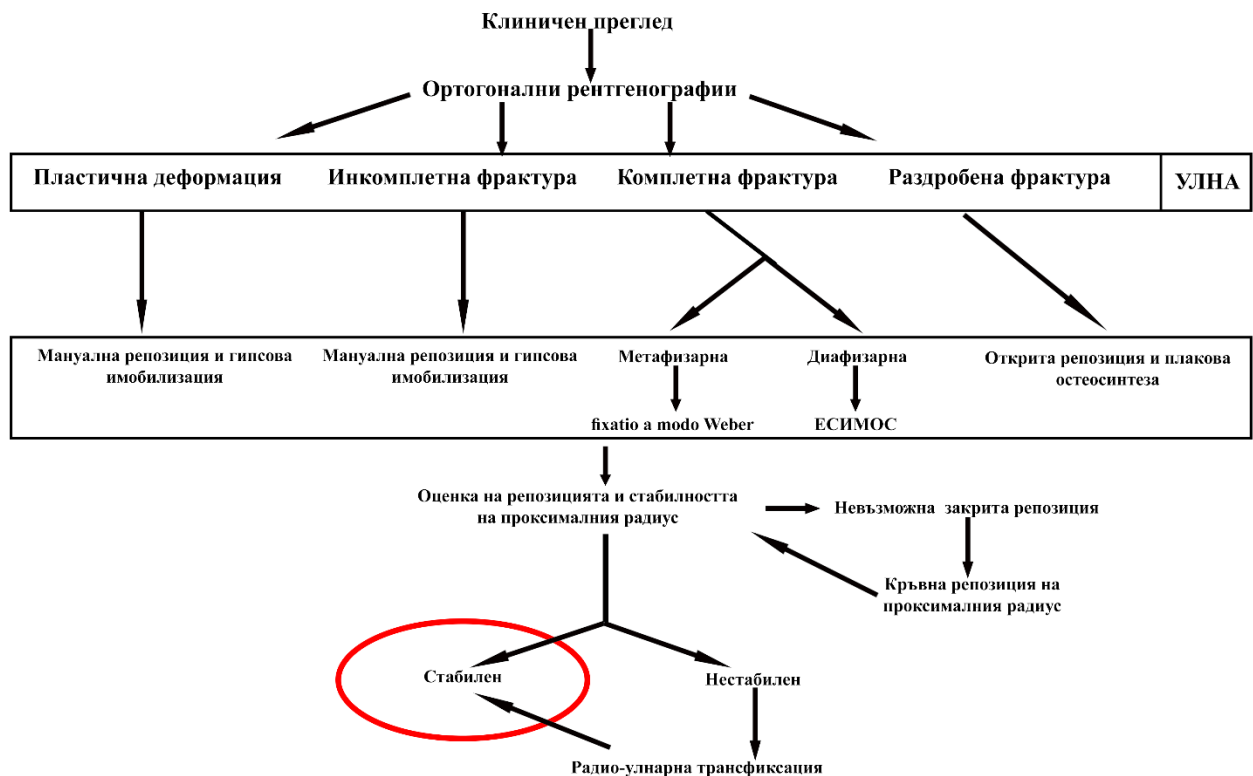 Клиничен преглед
Ортогонални рентгенографии
Пластична деформация
Инкомплетна фрактура
Комплетна фрактура
Раздробена фрактура
УЛНА
Мануална репозиция и гипсова
имобилизация
Мануална репозиция и гипсова
имобилизация
Метафизарна
Диафизарна
Открита репозиция и плакова
остеосинтеза
fixatio a modo Weber
ЕСИМОС
Оценка на репозицията и стабилността
на проксималния радиус
Невъзможна закрита репозиция
Кръвна репозиция на
проксималния радиус
Стабилен
Нестабилен
Радио-улнарна трансфиксация